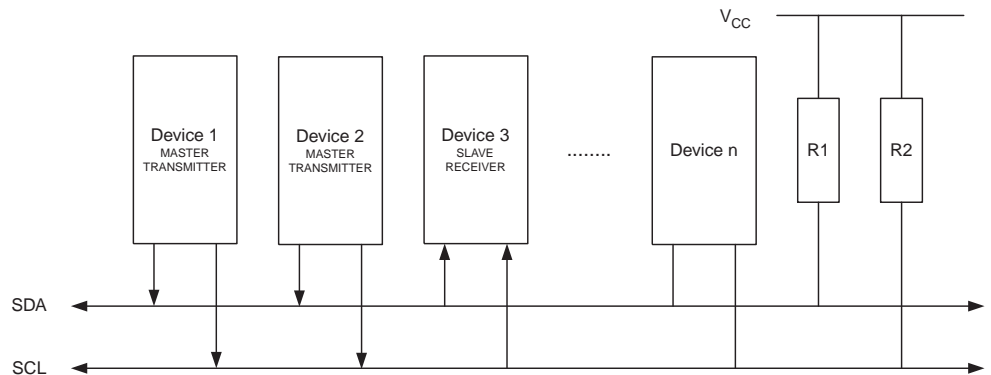 VCC
Device 1
MASTER
TRANSMITTER
Device 2
MASTER
TRANSMITTER
Device 3
SLAVE
RECEIVER
........
Device n
R1
R2
SDA
SCL